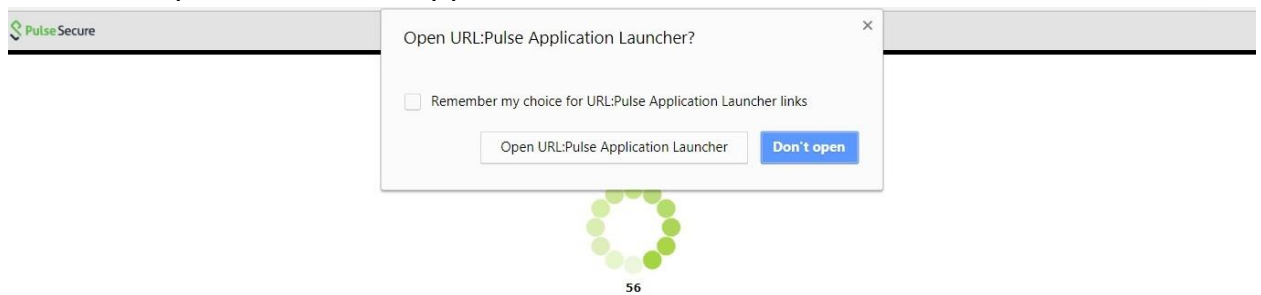 Pulse Secure
Open URL:Pulse Application Launcher?
Remember my choice for URL:Pulse Application Launcher links
Open URL:Pulse Application Launcher
Don't open
56